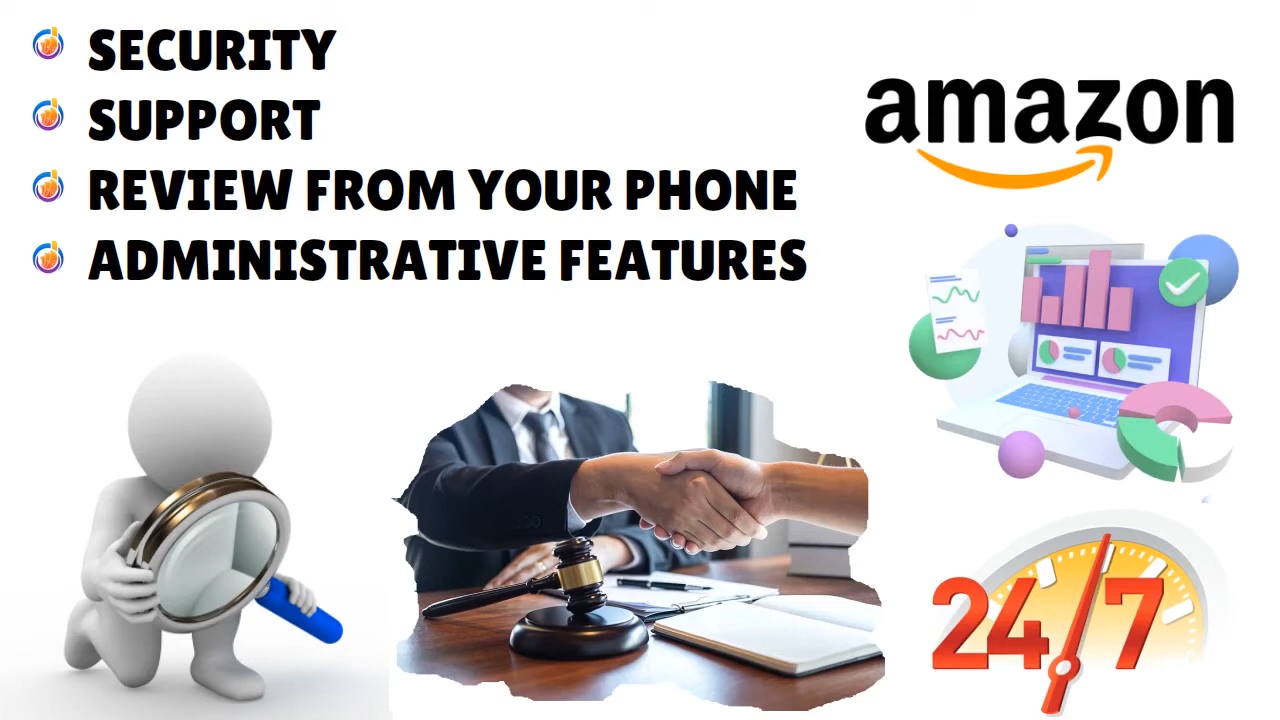 SECURITY
SUPPORT
REVIEW FROM YOUR PHONE
ADMINISTRATIVE FEATURES
amazon
24/7